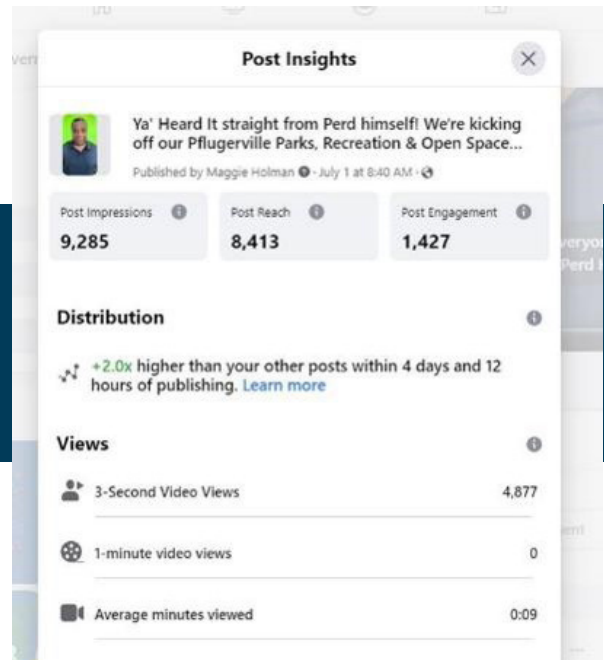 Post Insights
Ya' Heard It straight from Perd himself! We're kicking
off our Pflugerville Parks, Recreation & Open Space...
Published by Maggie Holman · July 1 at 8:40 AM ·
Post Impressions
9,285
Post Reach
8,413
Post Engagement
1,427
Distribution
+2.0x higher than your other posts within 4 days and 12
hours of publishing. Learn more
Views
3-Second Video Views
4,877
1-minute video views
0
Average minutes viewed
0:09